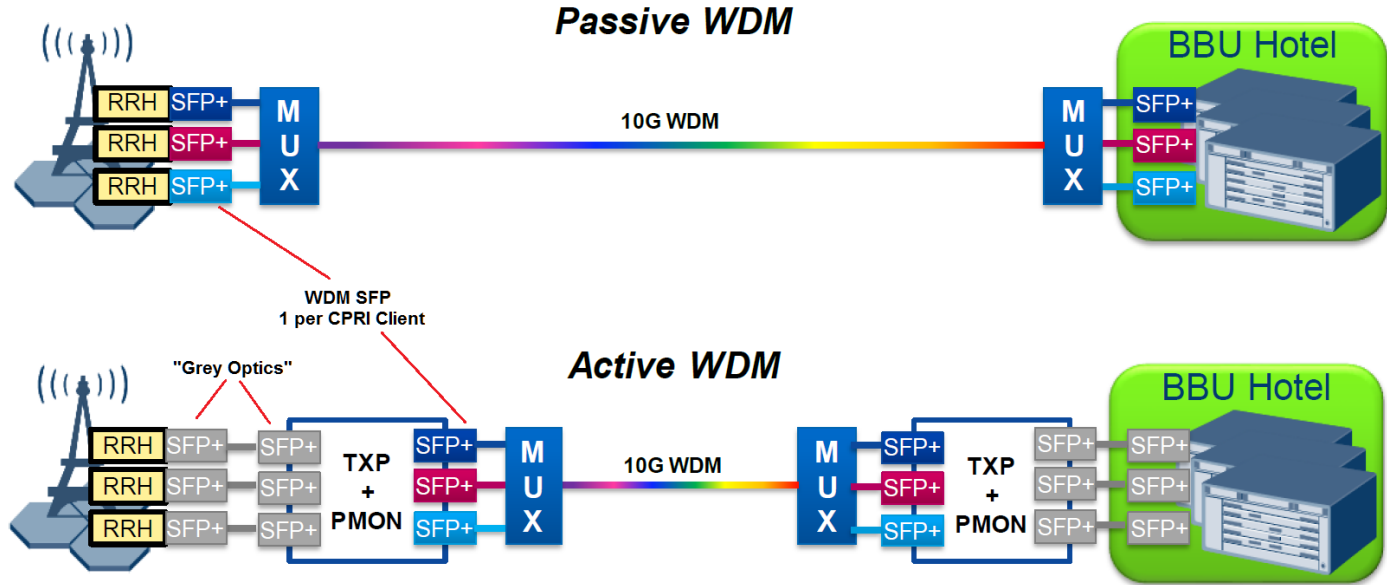 Passive WDM
BBU Hotel
RRH SFP+
RRH SFP+
RRH SFP+
M
U
X
10G WDM
M
U
X
SFP+
SFP+
SFP+
WDM SFP
1 per CPRI Client
"Grey Optics"
Active WDM
BBU Hotel
RRH SFP+ SFP+
RRH SFP+ SFP+
RRH SFP+ SFP+
TXP
+
PMON
SFP+
SFP+
SFP+
M
U
X
10G WDM
M
U
X
SFP+
SFP+
SFP+
TXP
+
PMON
SFP+ SFP+
SFP+ SFP+
SFP+ SFP+